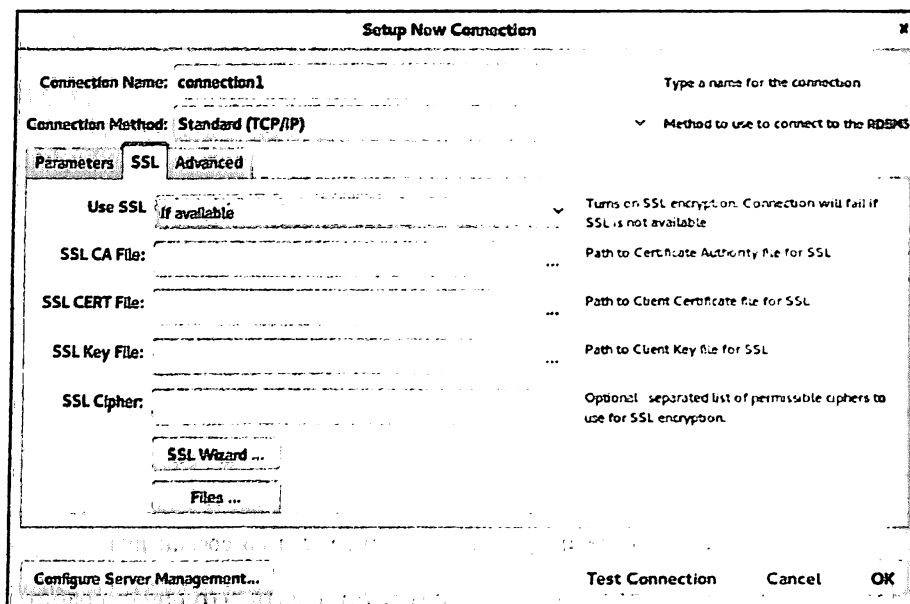 Setup New Connection x
Connection Name: connection1 Type a name for the connection
Connection Method: Standard (TCP/IP) Method to use to connect to the RDBMS
Parameters SSL Advanced
Use SSL If available Turns on SSL encryption. Connection will fail if
SSL is not available
SSL CA File: ... Path to Certificate Authority file for SSL
SSL CERT File: ... Path to Client Certificate file for SSL
SSL Key File: ... Path to Client Key file for SSL
SSL Cipher: Optional separated list of permissible ciphers to
use for SSL encryption.
SSL Wizard ...
Files ...
Configure Server Management... Test Connection Cancel OK